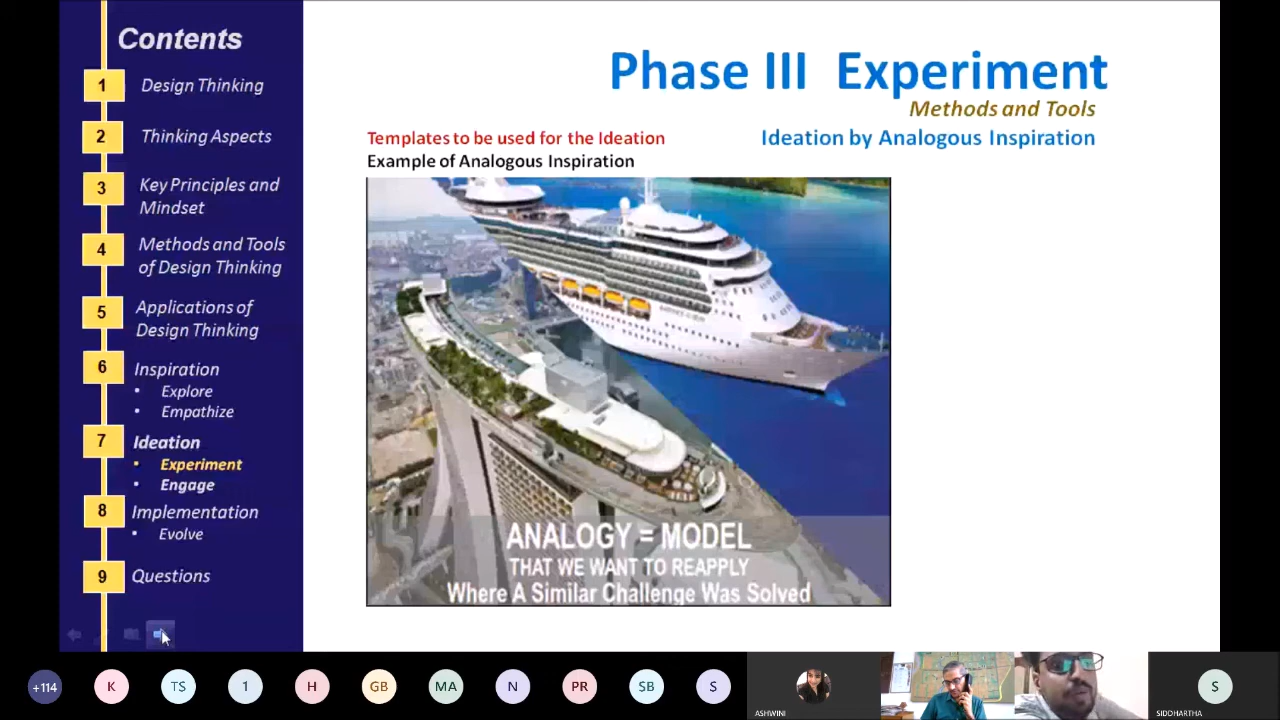 Contents
1 Design Thinking
2 Thinking Aspects
3 Key Principles and
Mindset
4 Methods and Tools
of Design Thinking
5 Applications of
Design Thinking
6 Inspiration
• Explore
• Empathize
7 Ideation
• Experiment
• Engage
8 Implementation
• Evolve
9 Questions
Phase III Experiment
Methods and Tools
Ideation by Analogous Inspiration
Templates to be used for the Ideation
Example of Analogous Inspiration
ANALOGY = MODEL
THAT WE WANT TO REAPPLY
Where A Similar Challenge Was Solved
+114 K TS 1 H GB MA N PR SB S S
ASHWINI
SIDDHARTHA